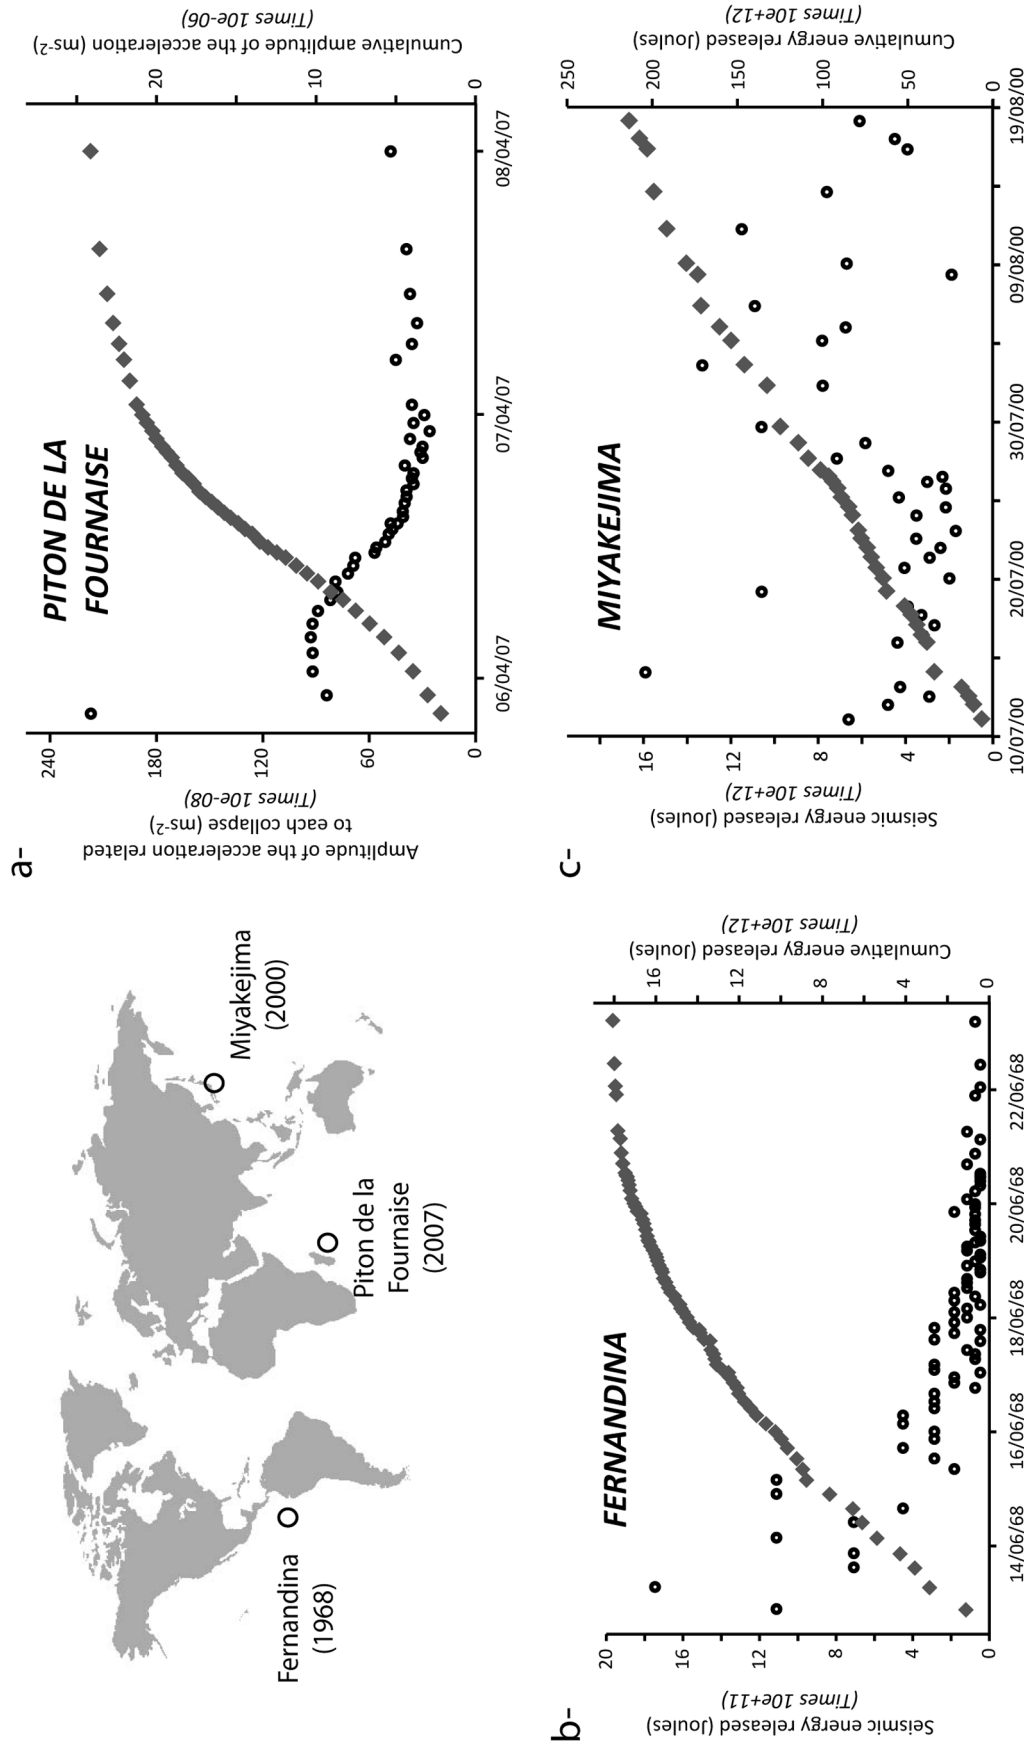 Fernandina
(1968)
Piton de la
Fournaise
(2007)
Miyakejima
(2000)
a-
PITON DE LA
FOURNAISE
Amplitude of the acceleration related
to each collapse (ms-2)
(Times 10e-08)
240
180
120
60
0
06/04/07
07/04/07
08/04/07
20
10
0
Cumulative amplitude of the acceleration (ms-2)
(Times 10e-06)
b-
FERNANDINA
Seismic energy released (Joules)
(Times 10e+11)
20
16
12
8
4
0
14/06/68
16/06/68
18/06/68
20/06/68
22/06/68
16
12
8
4
0
Cumulative energy released (Joules)
(Times 10e+12)
c-
MIYAKEJIMA
Seismic energy released (Joules)
(Times 10e+12)
16
12
8
4
0
10/07/00
20/07/00
30/07/00
09/08/00
19/08/00
250
200
150
100
50
0
Cumulative energy released (Joules)
(Times 10e+12)